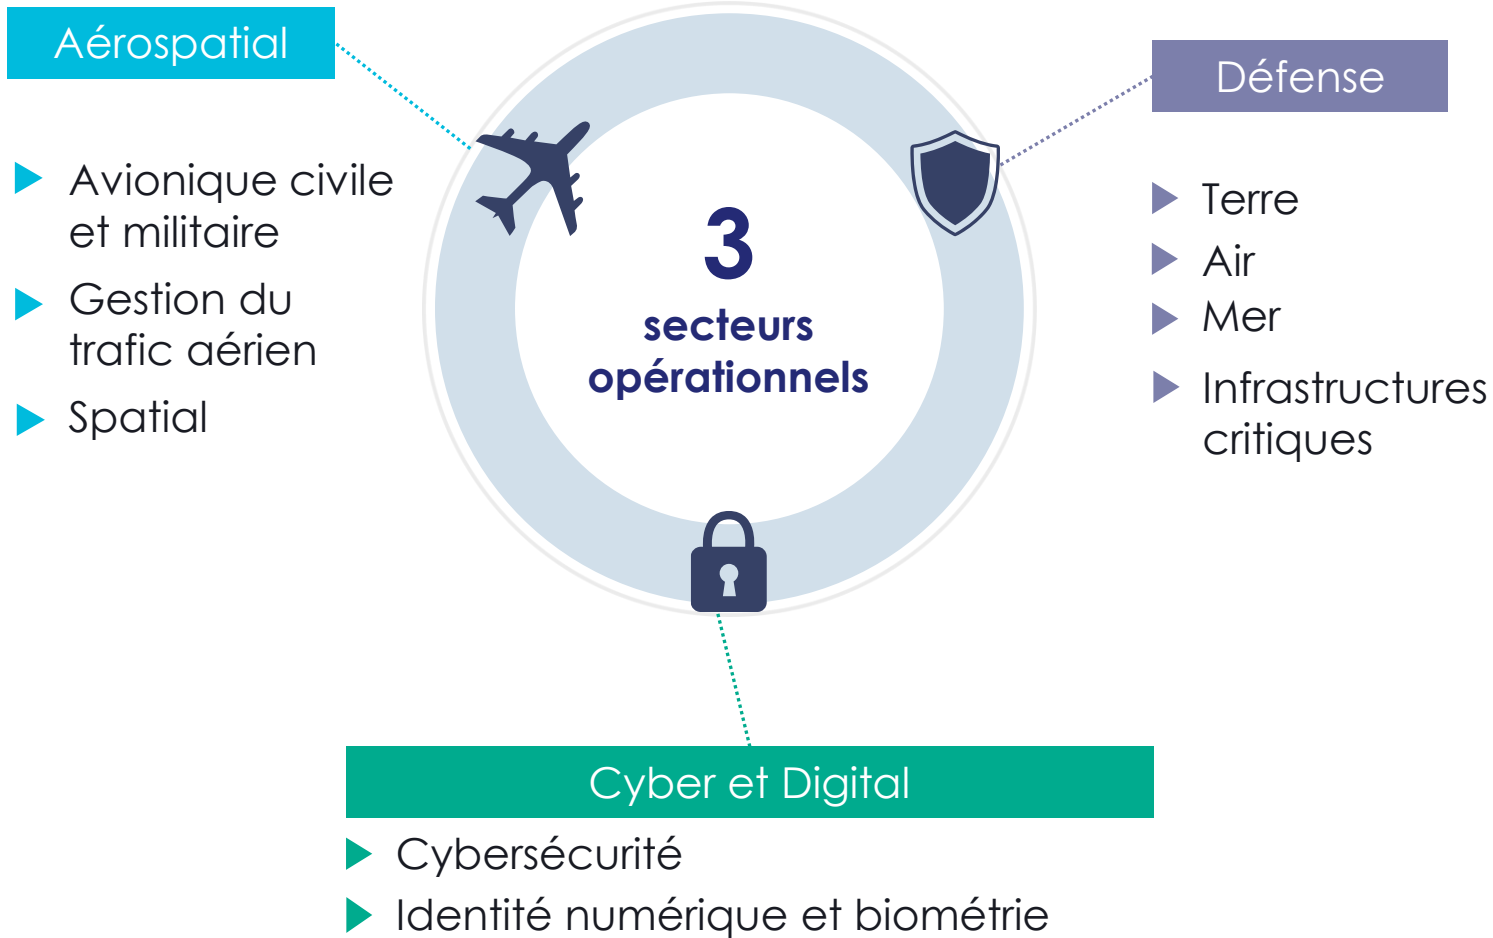 Aérospatial
Avionique civile
et militaire
Gestion du
trafic aérien
Spatial
3
secteurs
opérationnels
Défense
Terre
Air
Mer
Infrastructures
critiques
Cyber et Digital
Cybersécurité
Identité numérique et biométrie